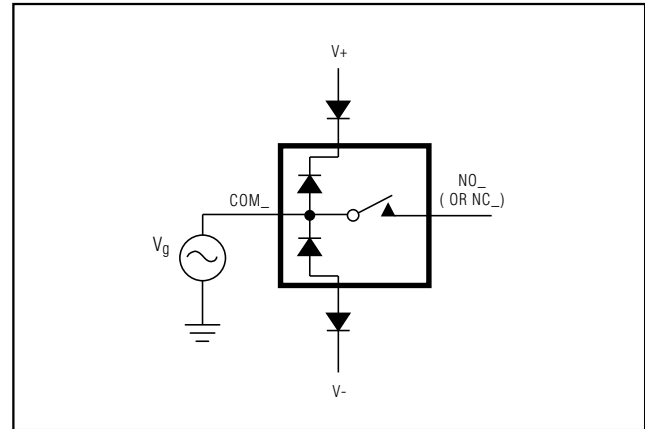 V+
COM_
NO_
( OR NC_)
Vg
V-